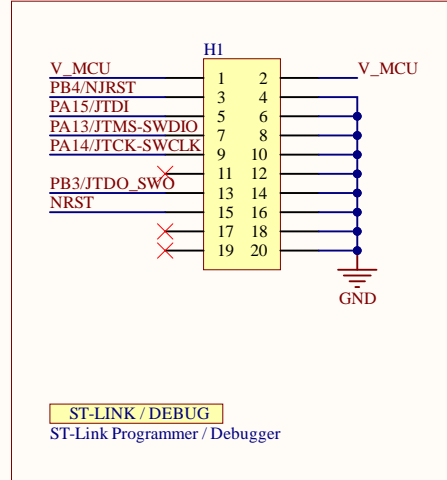 H1
V_MCU 1 2 V_MCU
PB4/NJRST 3 4
PA15/JTDI 5 6
PA13/JTMS-SWDIO 7 8
PA14/JTCK-SWCLK 9 10
11 12
PB3/JTDO_SWO 13 14
NRST 15 16
17 18
19 20
GND
ST-LINK / DEBUG
ST-Link Programmer / Debugger